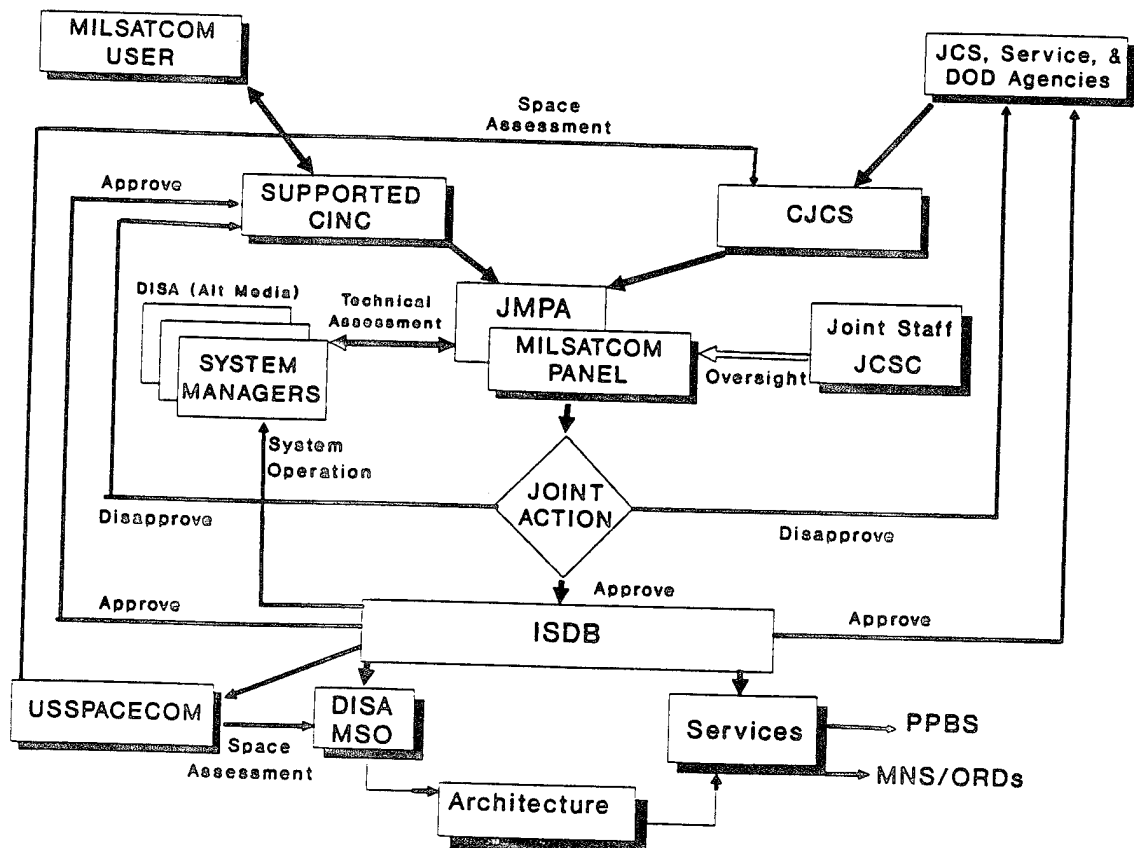 MILSATCOM
USER
JCS, Service, &
DOD Agencies
Space
Assessment
Approve
SUPPORTED
CINC
CJCS
DISA (Alt Media)
Technical
Assessment
JMPA
MILSATCOM
PANEL
Joint Staff
JCSC
Oversight
SYSTEM
MANAGERS
System
Operation
JOINT
ACTION
Disapprove
Disapprove
Approve
Approve
Approve
ISDB
USSPACECOM
DISA
MSO
Services
PPBS
MNS/ORDs
Space
Assessment
Architecture